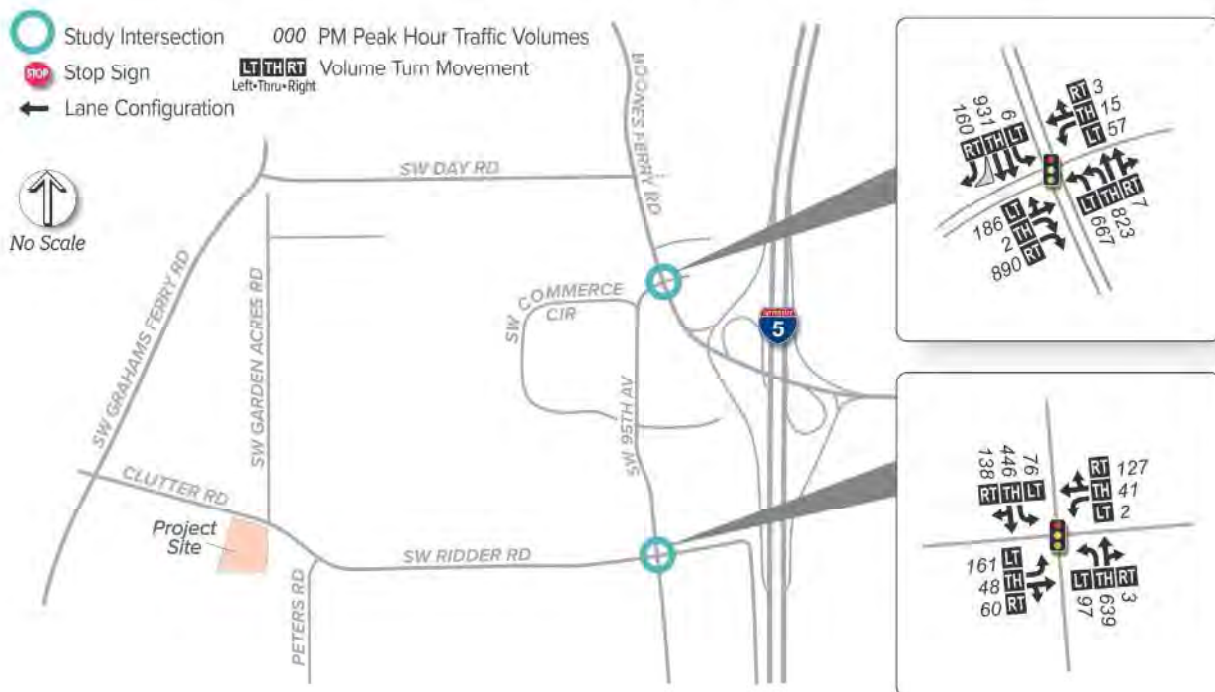 Study Intersection
000 PM Peak Hour Traffic Volumes
STOP Stop Sign
LT TH RT Volume Turn Movement
Left•Thru•Right
Lane Configuration
No Scale
SW DAY RD
BOONES FERRY RD
SW GRAHAMS FERRY RD
SW GARDEN ACRES RD
SW COMMERCE
CIR
INTERSTATE
5
SW 95TH AV
CLUTTER RD
Project
Site
SW RIDDER RD
PETERS RD
160 931 6
RT TH LT
RT 3
TH 15
LT 57
186 LT
2 TH
890 RT
LT TH RT
667 823 7
138 446 76
RT TH LT
RT 127
TH 41
LT 2
161 LT
48 TH
60 RT
LT TH RT
97 639 3